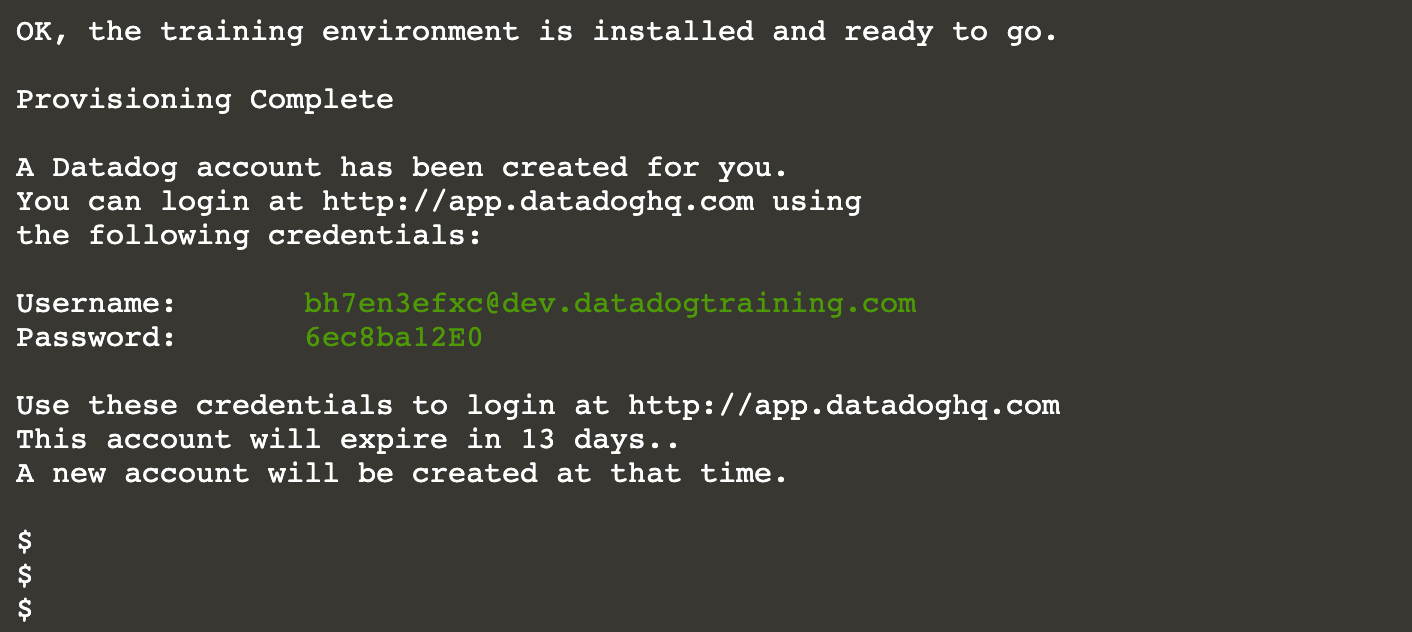 OK, the training environment is installed and ready to go.
Provisioning Complete
A Datadog account has been created for you.
You can login at http://app.datadoghq.com using
the following credentials:
Username: bh7en3efxc@dev.datadogtraining.com
Password: 6ec8ba12E0
Use these credentials to login at http://app.datadoghq.com
This account will expire in 13 days..
A new account will be created at that time.
$
$
$